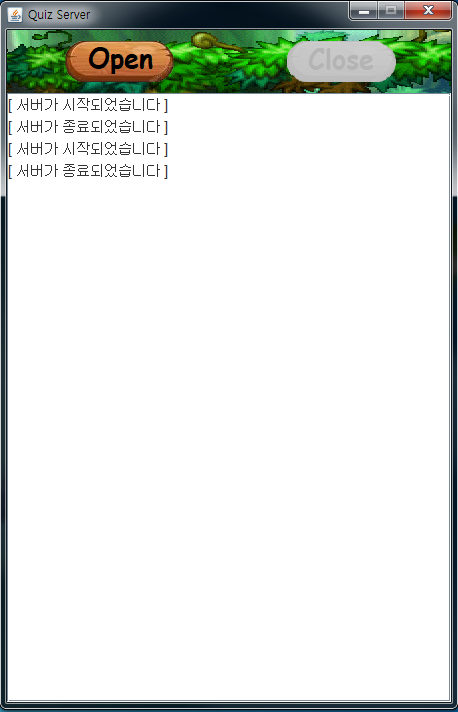 Quiz Server
Open
Close
[ 서버가 시작되었습니다 ]
[ 서버가 종료되었습니다 ]
[ 서버가 시작되었습니다 ]
[ 서버가 종료되었습니다 ]